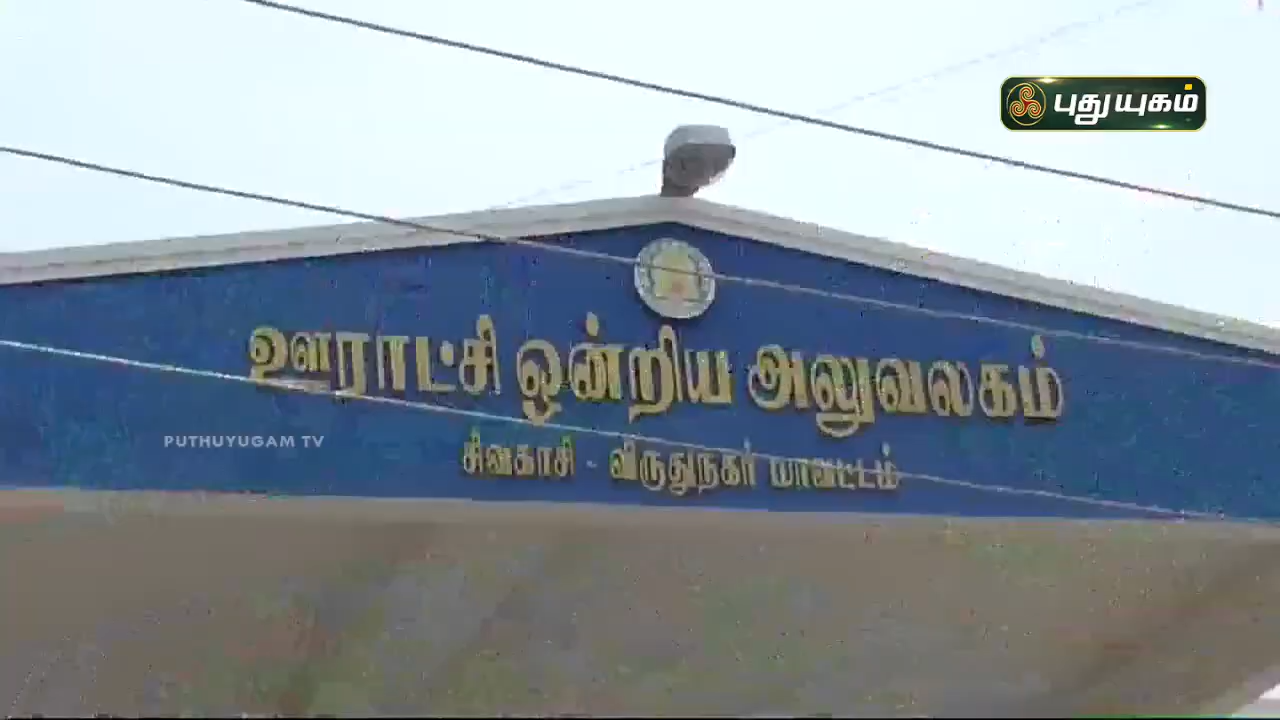 புதுயுகம்
ஊராட்சி ஒன்றிய அலுவலகம்
PUTHUYUGAM TV
சிவகாசி - விருதுநகர் மாவட்டம்